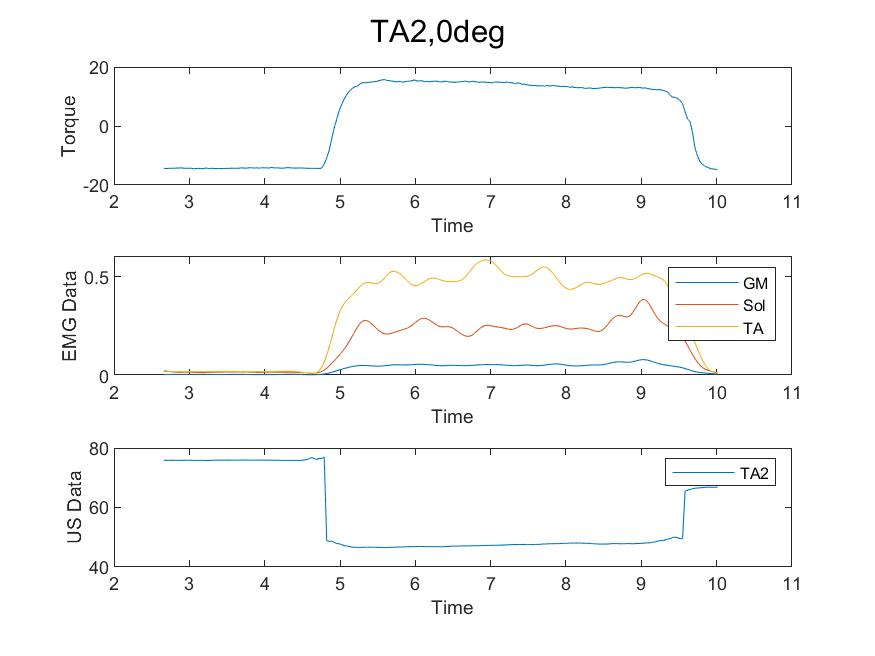 TA2,0deg
20
0
-20
Torque
2 3 4 5 6 7 8 9 10 11
Time
0.5
0
EMG Data
GM
Sol
TA
2 3 4 5 6 7 8 9 10 11
Time
80
60
40
US Data
TA2
2 3 4 5 6 7 8 9 10 11
Time